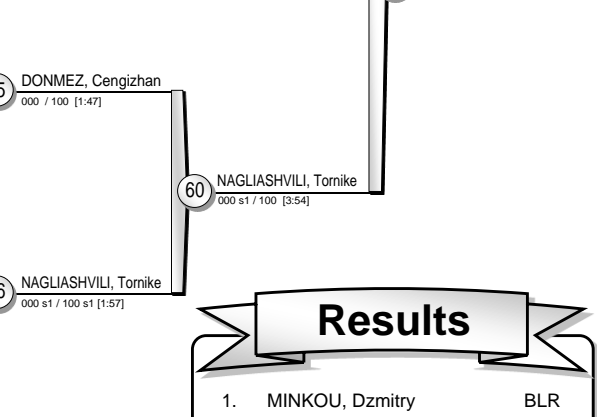 DONMEZ, Cengizhan
000 / 100 [1:47]
NAGLIASHVILI, Tornike
60
000 s1 / 100 [3:54]
NAGLIASHVILI, Tornike
000 s1 / 100 s1 [1:57]
Results
1. MINKOU, Dzmitry BLR